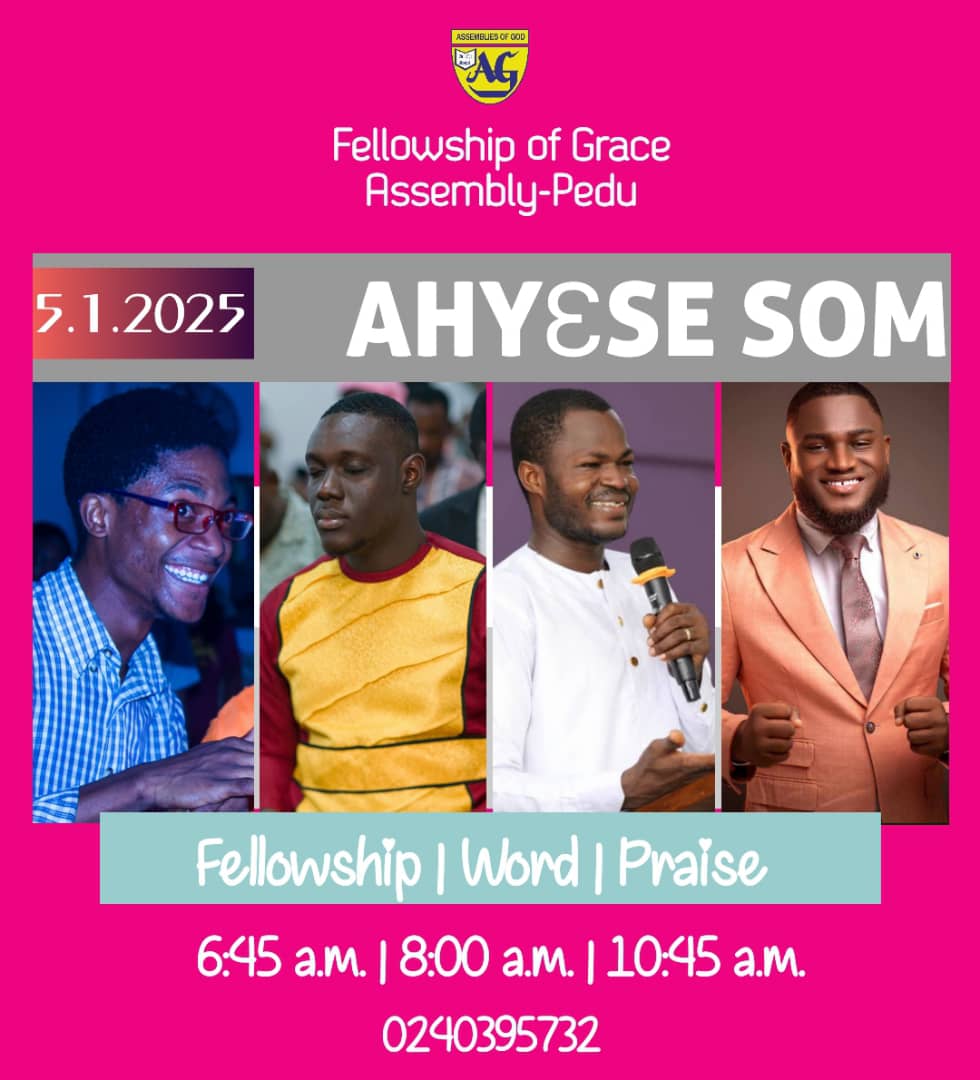 ASSEMBLIES OF GOD
AG
Fellowship of Grace
Assembly-Pedu
5.1.2025
AHYƐSE SOM
Fellowship | Word | Praise
6:45 a.m. | 8:00 a.m. | 10:45 a.m.
0240395732